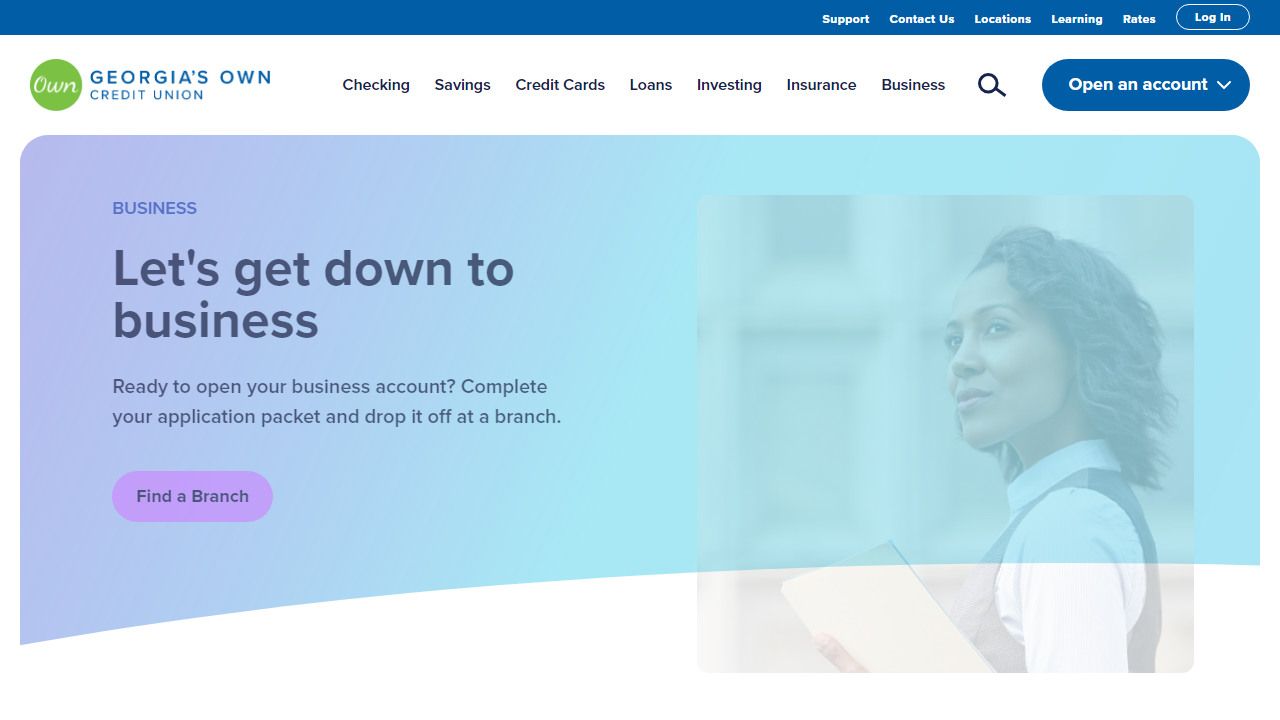 Support Contact Us Locations Learning Rates Log In
Own GEORGIA'S OWN
CREDIT UNION
Checking Savings Credit Cards Loans Investing Insurance Business Open an account
BUSINESS
Let's get down to
business
Ready to open your business account? Complete
your application packet and drop it off at a branch.
Find a Branch